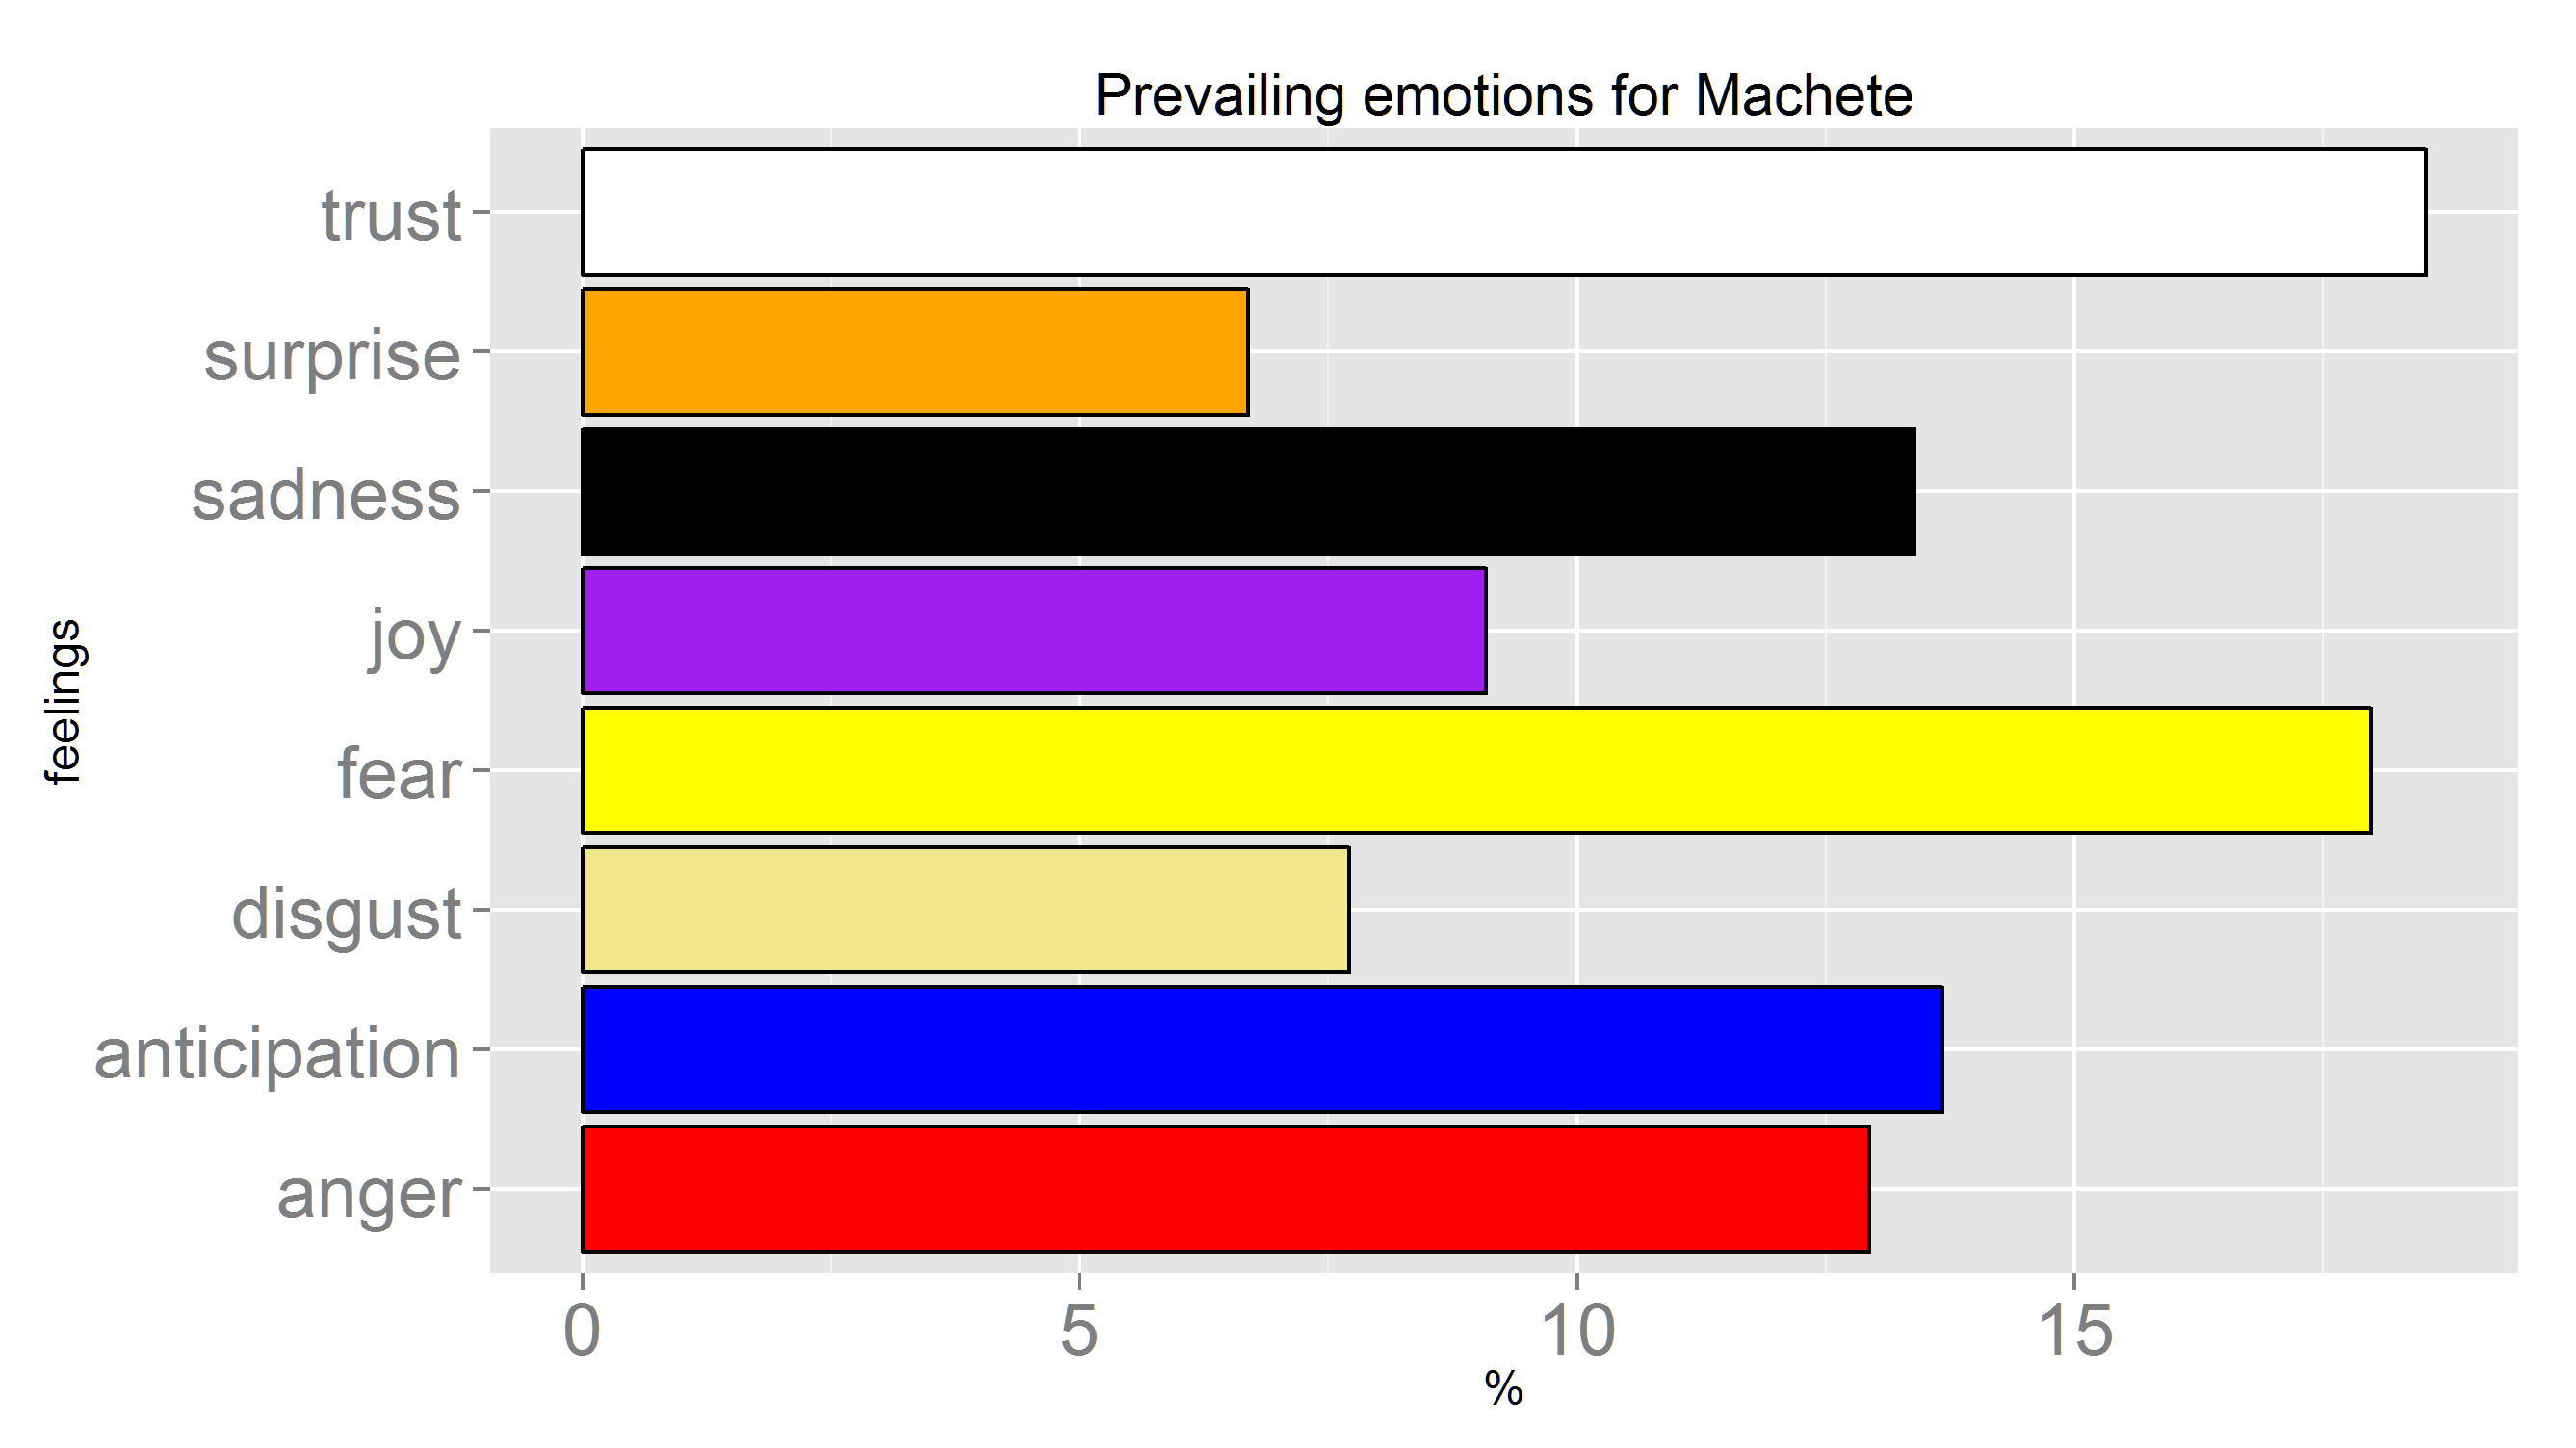 Prevailing emotions for Machete
trust
surprise
sadness
joy
fear
disgust
anticipation
anger
feelings
0 5 10 15
%